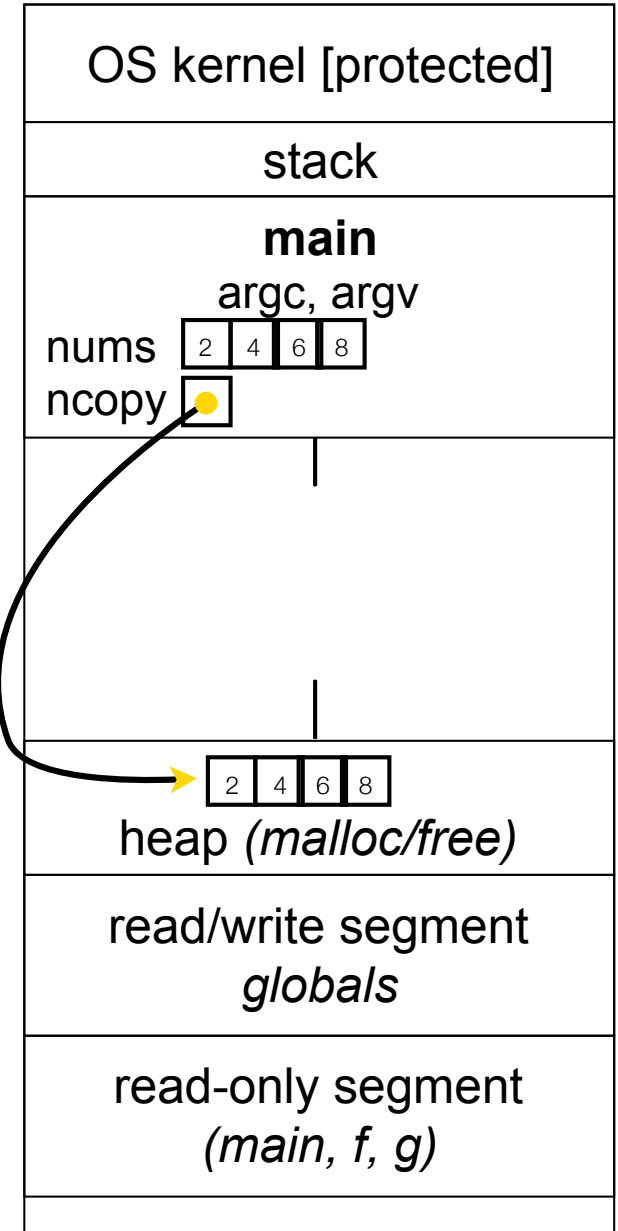 OS kernel [protected]
stack
main
argc, argv
nums 2 4 6 8
ncopy
2 4 6 8
heap (malloc/free)
read/write segment
globals
read-only segment
(main, f, g)